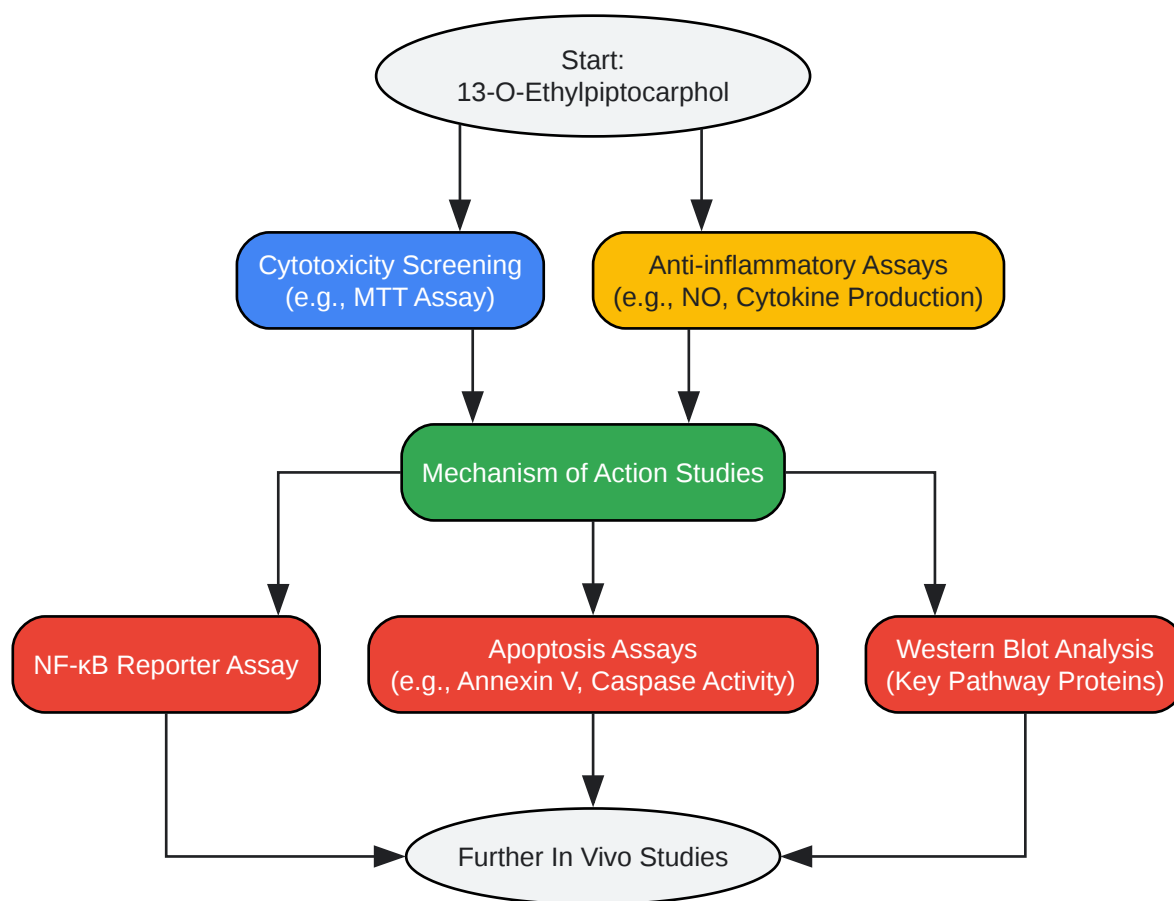 Start:
13-O-Ethylpiptocarphol
Cytotoxicity Screening
(e.g., MTT Assay)
Anti-inflammatory Assays
(e.g., NO, Cytokine Production)
Mechanism of Action Studies
NF-κB Reporter Assay
Apoptosis Assays
(e.g., Annexin V, Caspase Activity)
Western Blot Analysis
(Key Pathway Proteins)
Further In Vivo Studies